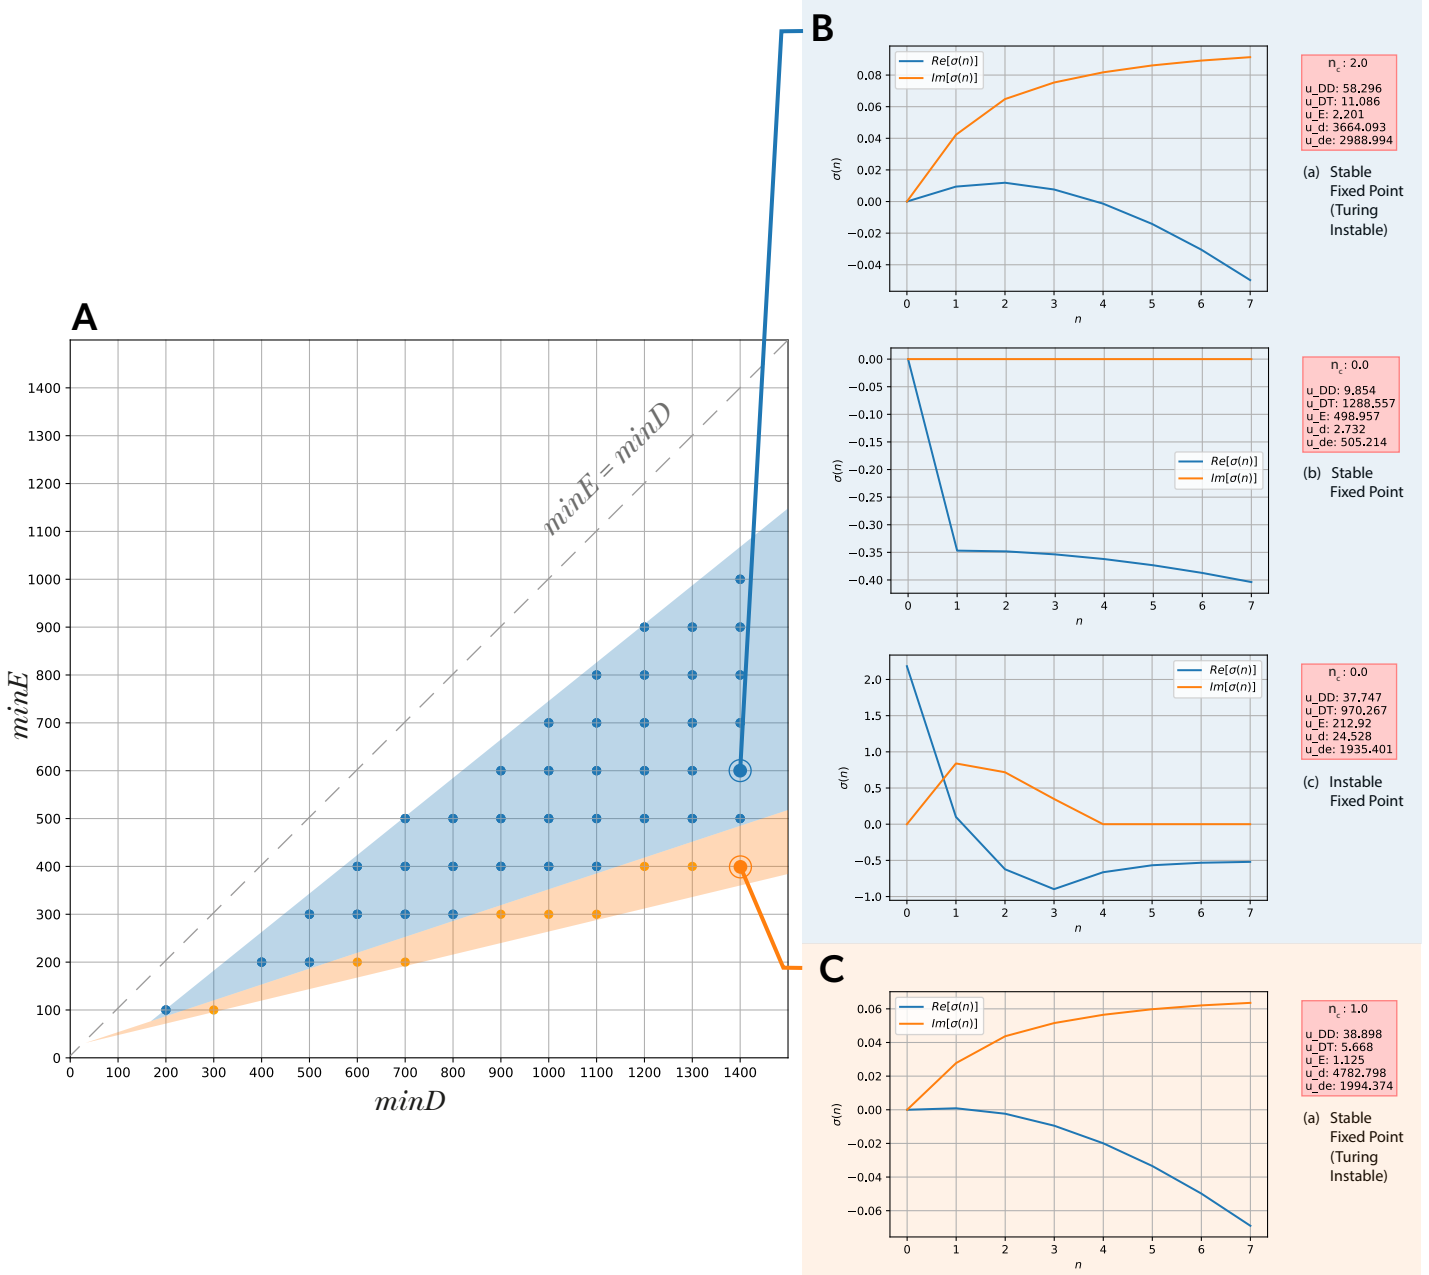 A
1400
1300
1200
1100
1000
900
800
700
600
500
400
300
200
100
0
0 100 200 300 400 500 600 700 800 900 1000 1100 1200 1300 1400
minD
minE
minE = minD
B
Re[σ(n)]
Im[σ(n)]
0.08
0.06
0.04
0.02
0.00
−0.02
−0.04
σ(n)
0 1 2 3 4 5 6 7
n
n_c: 2.0
u_DD: 58.296
u_DT: 11.086
u_E: 2.201
u_d: 3664.093
u_de: 2988.994
(a) Stable
Fixed Point
(Turing
Instable)
0.00
−0.05
−0.10
−0.15
−0.20
−0.25
−0.30
−0.35
−0.40
σ(n)
Re[σ(n)]
Im[σ(n)]
0 1 2 3 4 5 6 7
n
n_c: 0.0
u_DD: 9.854
u_DT: 1288.557
u_E: 498.957
u_d: 2.732
u_de: 505.214
(b) Stable
Fixed Point
Re[σ(n)]
Im[σ(n)]
2.0
1.5
1.0
0.5
0.0
−0.5
−1.0
σ(n)
0 1 2 3 4 5 6 7
n
n_c: 0.0
u_DD: 37.747
u_DT: 970.267
u_E: 212.92
u_d: 24.528
u_de: 1935.401
(c) Instable
Fixed Point
C
Re[σ(n)]
Im[σ(n)]
0.06
0.04
0.02
0.00
−0.02
−0.04
−0.06
σ(n)
0 1 2 3 4 5 6 7
n
n_c: 1.0
u_DD: 38.898
u_DT: 5.668
u_E: 1.125
u_d: 4782.798
u_de: 1994.374
(a) Stable
Fixed Point
(Turing
Instable)